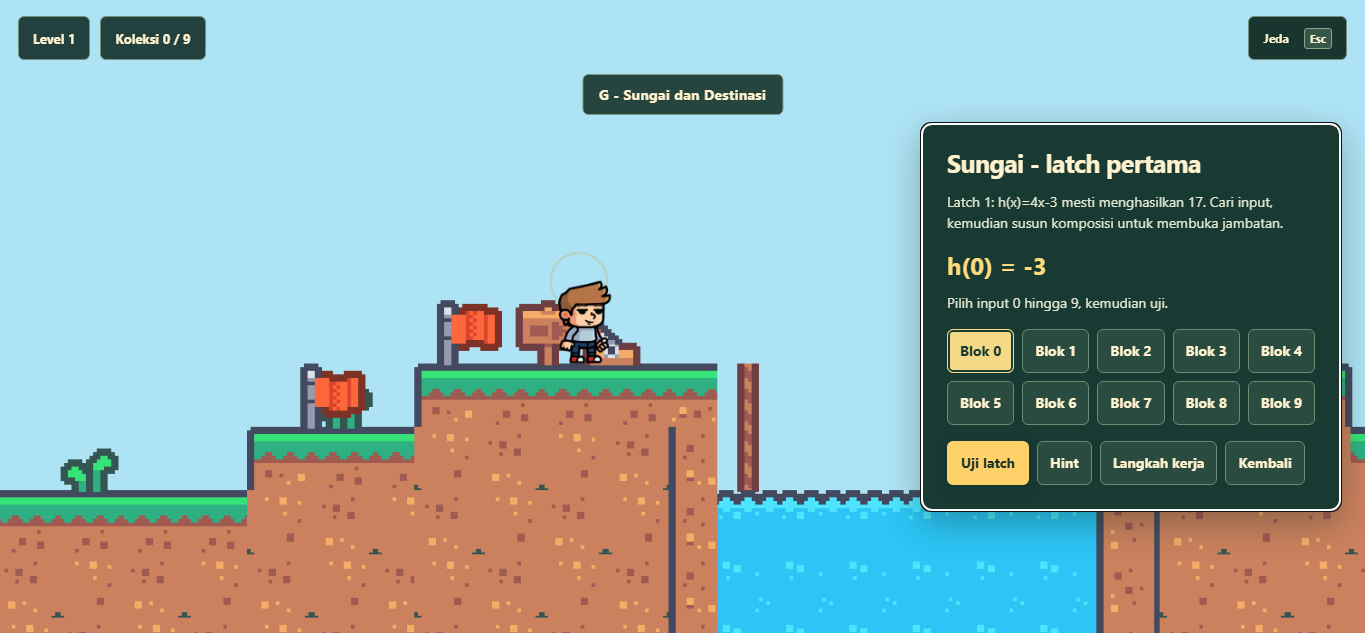 Level 1
Koleksi 0 / 9
Jeda Esc
G - Sungai dan Destinasi
Sungai - latch pertama
Latch 1: h(x)=4x-3 mesti menghasilkan 17. Cari input,
kemudian susun komposisi untuk membuka jambatan.
h(0) = -3
Pilih input 0 hingga 9, kemudian uji.
Blok 0 Blok 1 Blok 2 Blok 3 Blok 4
Blok 5 Blok 6 Blok 7 Blok 8 Blok 9
Uji latch Hint Langkah kerja Kembali